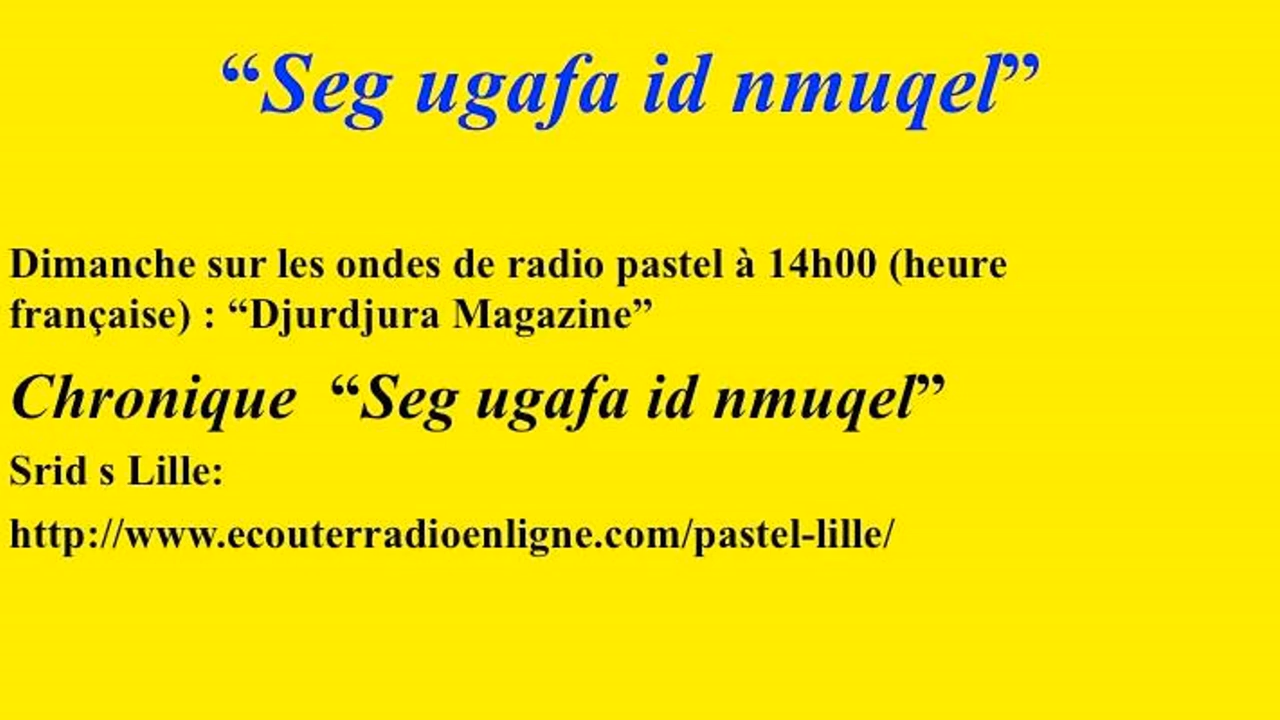 “Seg ugafa id nmuqel”
Dimanche sur les ondes de radio pastel à 14h00 (heure
française) : “Djurdjura Magazine”
Chronique “Seg ugafa id nmuqel”
Srid s Lille:
http://www.ecouterradioenligne.com/pastel-lille/